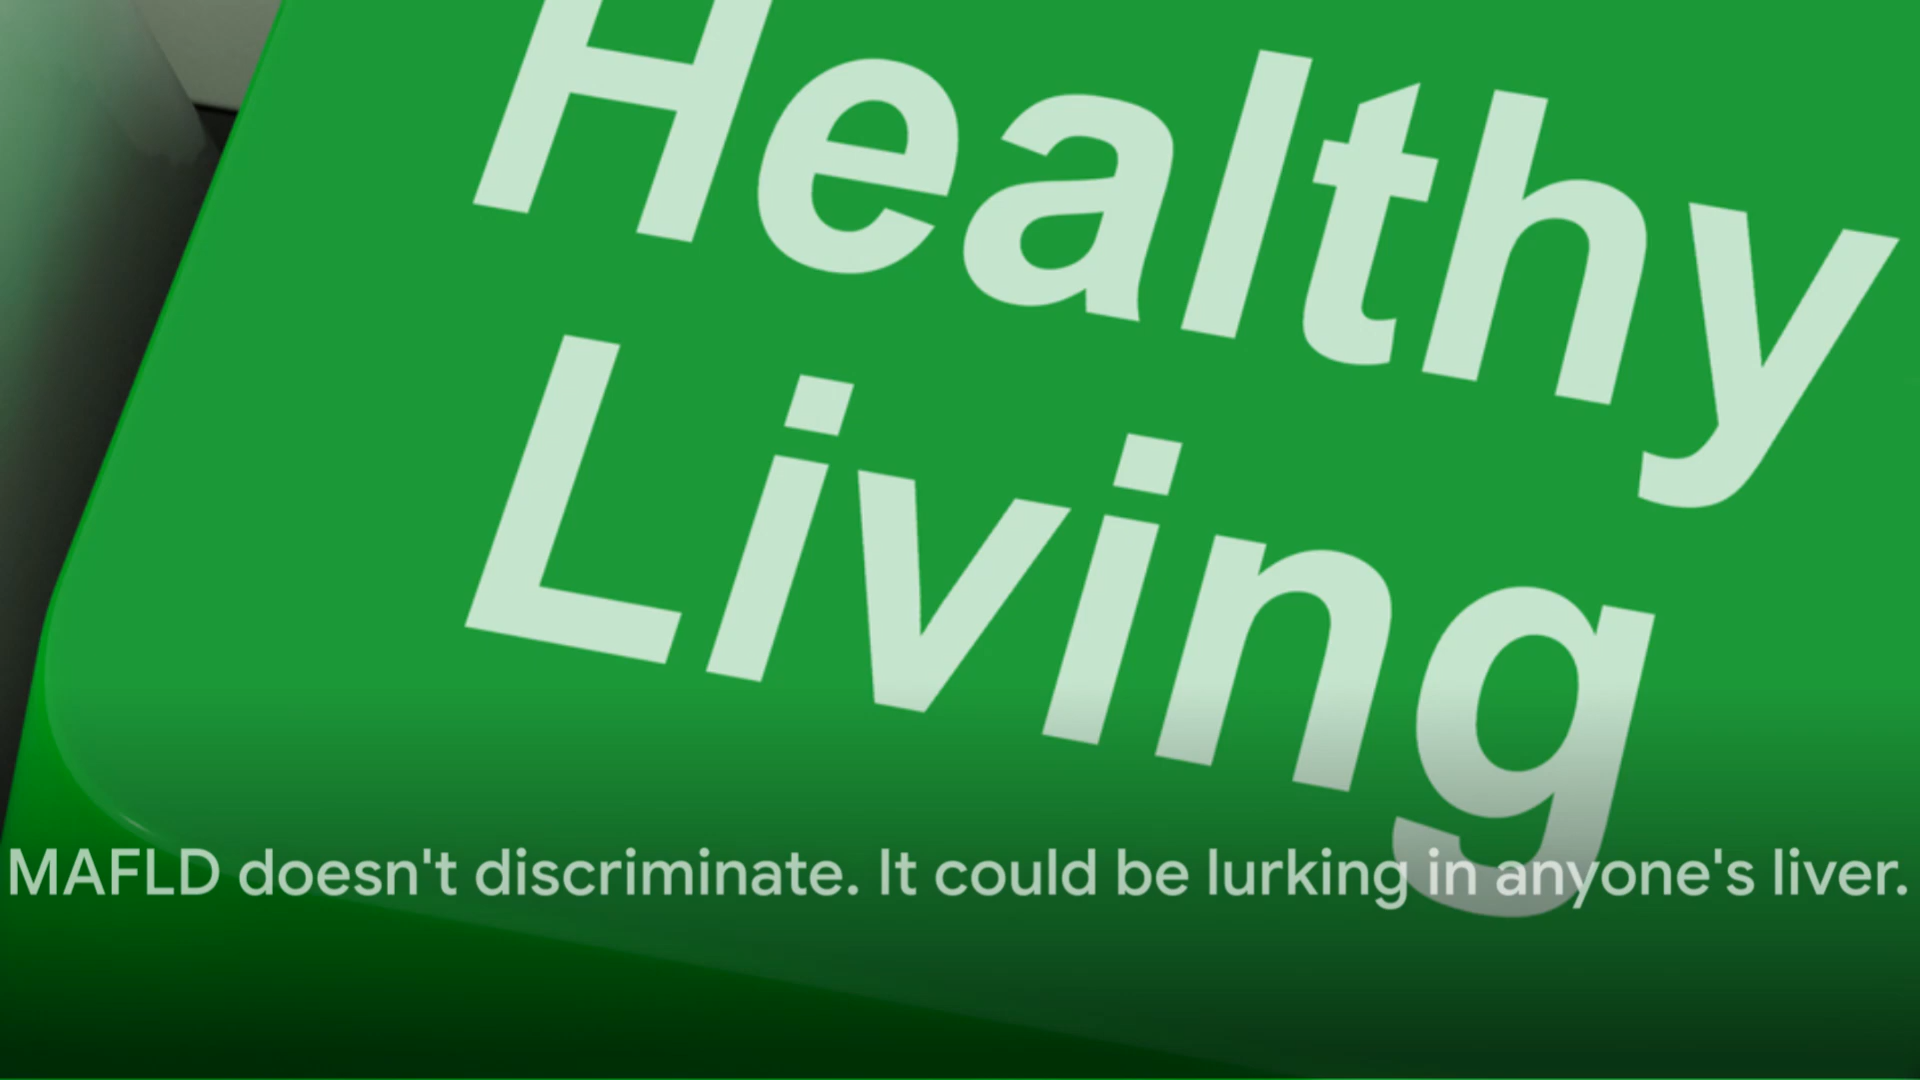 Healthy
Living
MAFLD doesn't discriminate. It could be lurking in anyone's liver.